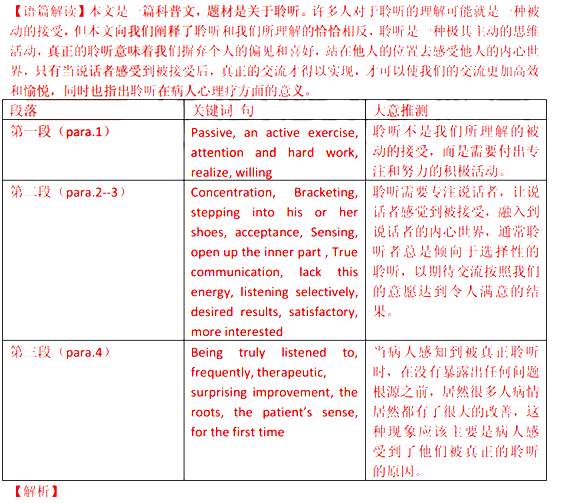 【语篇解读】本文是一篇科普文，题材是关于聆听。许多人对于聆听的理解可能就是一种被
动的接受，但本文向我们阐释了聆听和我们所理解的恰恰相反，聆听是一种极其主动的思维
活动，真正的聆听意味着我们摒弃个人的偏见和喜好，站在他人的位置去感受他人的内心世
界，只有当说话者感受到被接受后，真正的交流才得以实现，才可以使我们的交流更加高效
和愉悦，同时也指出聆听在病人心理疗方面的意义。
段落 关键词 句 大意推测
第一段（para.1）
Passive, an active exercise,
attention and hard work,
realize, willing
聆听不是我们所理解的被
动的接受，而是需要付出专
注和努力的积极活动。
第二段（para.2--3）
Concentration, Bracketing,
stepping into his or her
shoes, acceptance, Sensing,
open up the inner part , True
communication, lack this
energy, listening selectively,
desired results, satisfactory,
more interested
聆听需要专注说话者，让说
话者感觉到被接受，融入到
说话者的内心世界，通常聆
听者总是倾向于选择性的
聆听，以期待交流按照我们
的意愿达到令人满意的结
果。
第三段（para.4）
Being truly listened to,
frequently, therapeutic,
surprising improvement, the
roots, the patient's sense,
for the first time
当病人感知到被真正聆听
时，在没有暴露出任何问题
根源之前，居然很多人病情
居然都有了很大的改善，这
种现象应该主要是病人感
受到了他们被真正的聆听
的原因。
【解析】